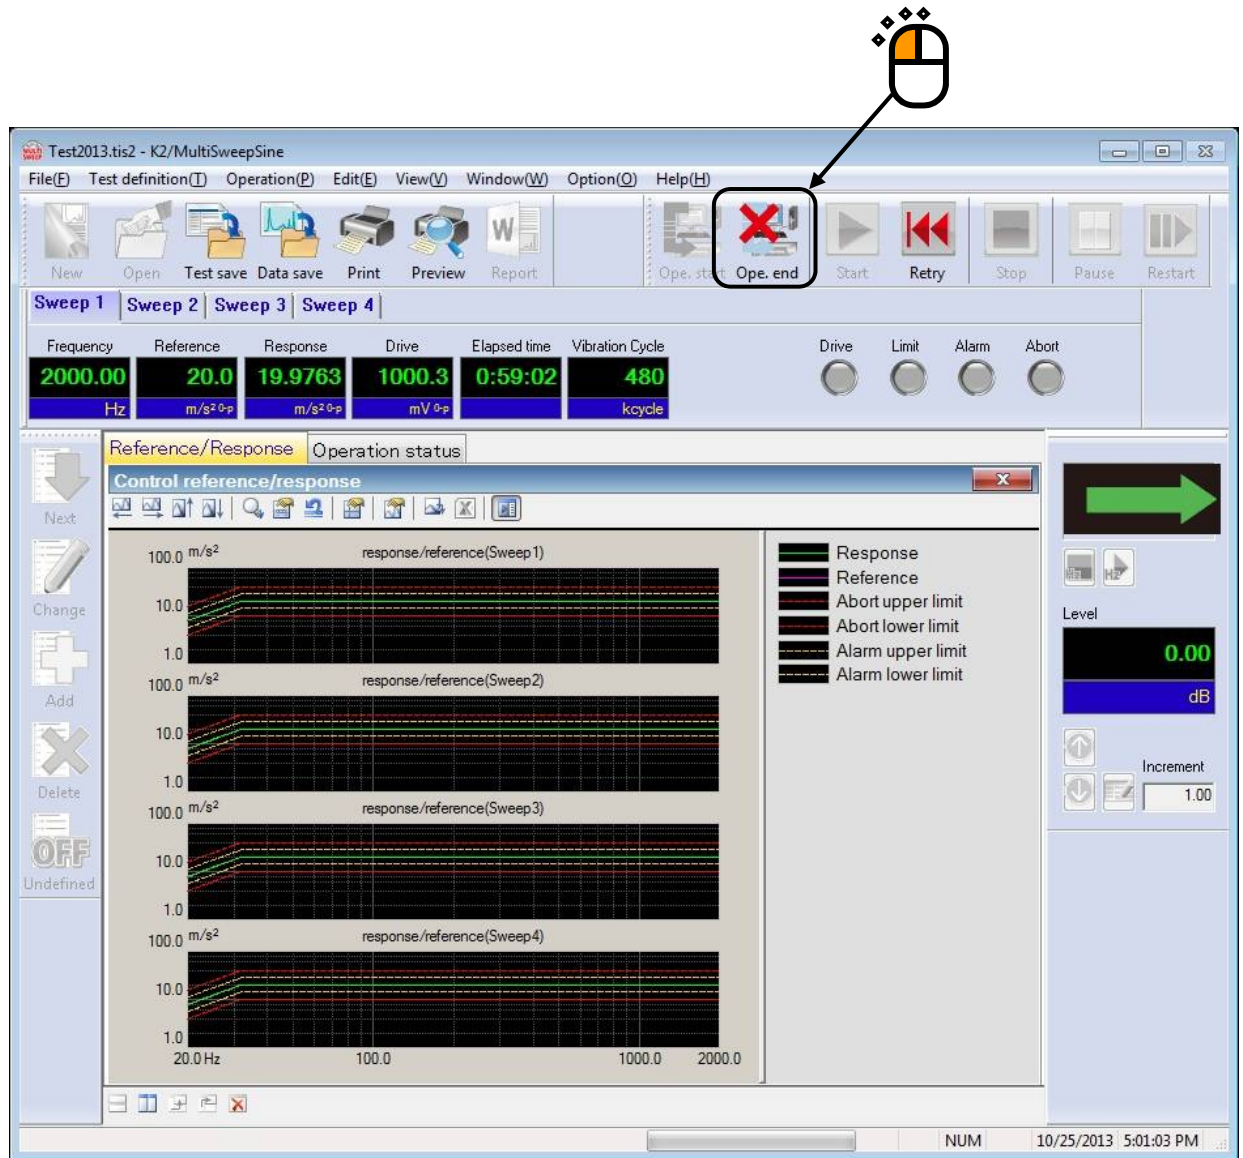 Test2013.tis2 - K2/MultiSweepSine
File(F) Test definition(T) Operation(P) Edit(E) View(V) Window(W) Option(O) Help(H)
New Open Test save Data save Print Preview Report Ope. start Ope. end Start Retry Stop Pause Restart
Sweep 1 Sweep 2 Sweep 3 Sweep 4
Frequency Reference Response Drive Elapsed time Vibration Cycle Drive Limit Alarm Abort
2000.00 20.0 19.9763 1000.3 0:59:02 480
Hz m/s² 0-p m/s² 0-p mV 0-p kcycle
Reference/Response Operation status
Control reference/response
Next
Change
Add
Delete
OFF
Undefined
100.0 m/s² response/reference(Sweep1)
10.0
1.0
100.0 m/s² response/reference(Sweep2)
10.0
1.0
100.0 m/s² response/reference(Sweep3)
10.0
1.0
100.0 m/s² response/reference(Sweep4)
10.0
1.0
20.0 Hz 100.0 1000.0 2000.0
Response
Reference
Abort upper limit
Abort lower limit
Alarm upper limit
Alarm lower limit
Level
0.00
dB
Increment
1.00
NUM 10/25/2013 5:01:03 PM